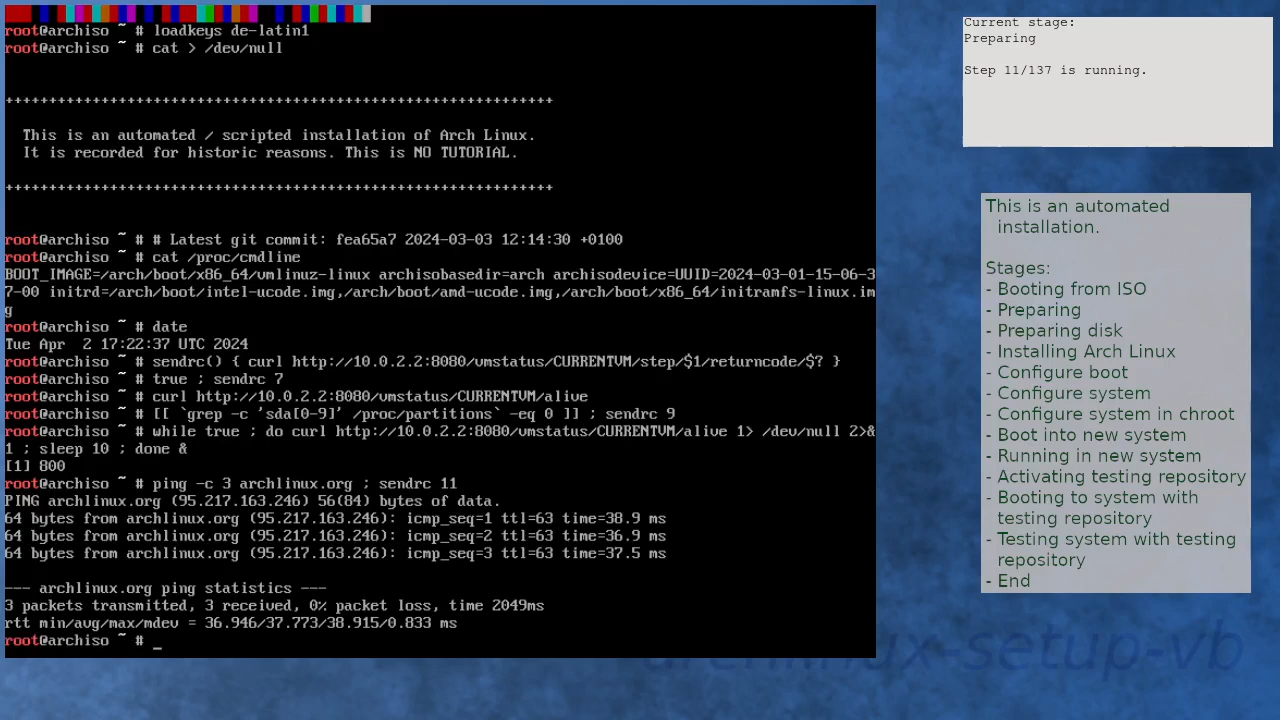 root@archiso ~ # loadkeys de-latin1
root@archiso ~ # cat > /dev/null
+++++++++++++++++++++++++++++++++++++++++++++++++++++++++++++++
This is an automated / scripted installation of Arch Linux.
It is recorded for historic reasons. This is NO TUTORIAL.
+++++++++++++++++++++++++++++++++++++++++++++++++++++++++++++++
root@archiso ~ # # Latest git commit: fea65a7 2024-03-03 12:14:30 +0100
root@archiso ~ # cat /proc/cmdline
BOOT_IMAGE=/arch/boot/x86_64/vmlinuz-linux archisobasedir=arch archisodevice=UUID=2024-03-01-15-06-3
7-00 initrd=/arch/boot/intel-ucode.img,/arch/boot/amd-ucode.img,/arch/boot/x86_64/initramfs-linux.im
g
root@archiso ~ # date
Tue Apr  2 17:22:37 UTC 2024
root@archiso ~ # sendrc() { curl http://10.0.2.2:8080/vmstatus/CURRENTVM/step/$1/returncode/$? }
root@archiso ~ # true ; sendrc 7
root@archiso ~ # curl http://10.0.2.2:8080/vmstatus/CURRENTVM/alive
root@archiso ~ # [[ `grep -c 'sda[0-9]' /proc/partitions` -eq 0 ]] ; sendrc 9
root@archiso ~ # while true ; do curl http://10.0.2.2:8080/vmstatus/CURRENTVM/alive 1> /dev/null 2>&
1 ; sleep 10 ; done &
[1] 800
root@archiso ~ # ping -c 3 archlinux.org ; sendrc 11
PING archlinux.org (95.217.163.246) 56(84) bytes of data.
64 bytes from archlinux.org (95.217.163.246): icmp_seq=1 ttl=63 time=38.9 ms
64 bytes from archlinux.org (95.217.163.246): icmp_seq=2 ttl=63 time=36.9 ms
64 bytes from archlinux.org (95.217.163.246): icmp_seq=3 ttl=63 time=37.5 ms
--- archlinux.org ping statistics ---
3 packets transmitted, 3 received, 0% packet loss, time 2049ms
rtt min/avg/max/mdev = 36.946/37.773/38.915/0.833 ms
root@archiso ~ # _
Current stage:
Preparing
Step 11/137 is running.
This is an automated
installation.
Stages:
- Booting from ISO
- Preparing
- Preparing disk
- Installing Arch Linux
- Configure boot
- Configure system
- Configure system in chroot
- Boot into new system
- Running in new system
- Activating testing repository
- Booting to system with
testing repository
- Testing system with testing
repository
- End